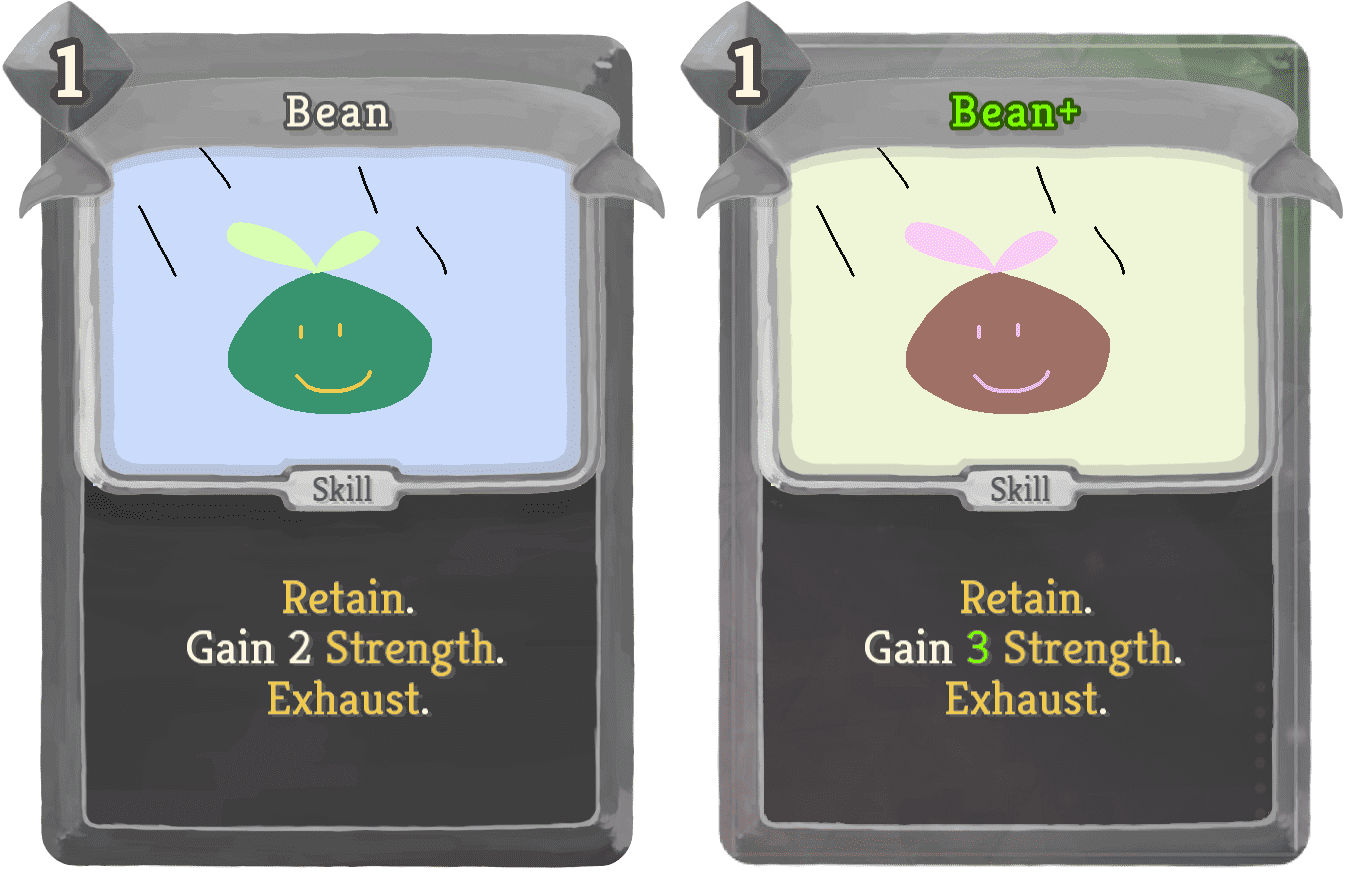 1
Bean
Skill
Retain.
Gain 2 Strength.
Exhaust.
1
Bean+
Skill
Retain.
Gain 3 Strength.
Exhaust.